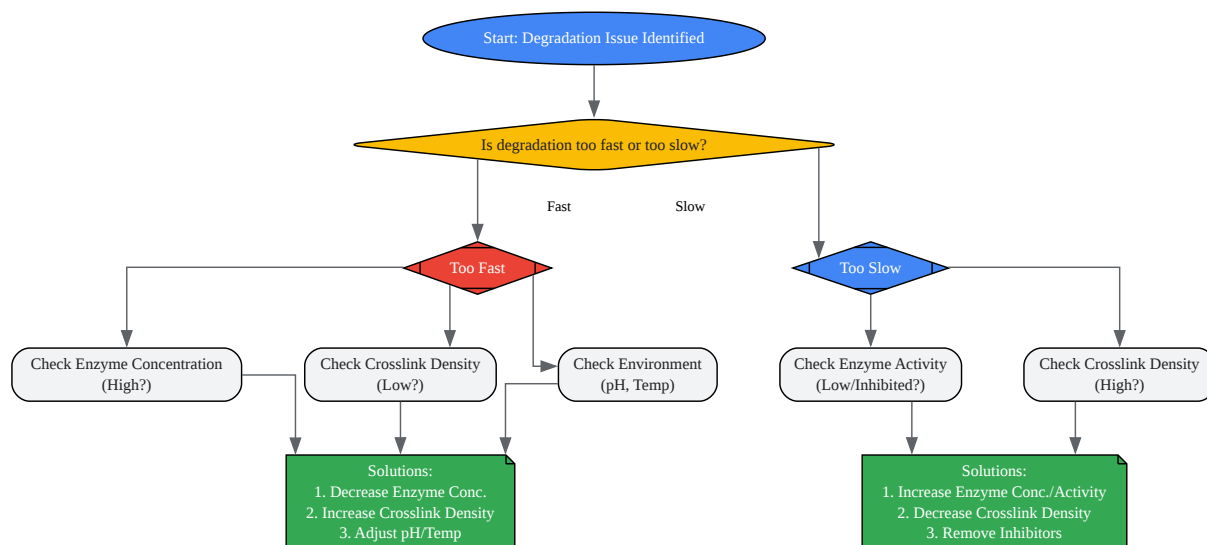 Start: Degradation Issue Identified
Is degradation too fast or too slow?
Fast
Slow
Too Fast
Too Slow
Check Enzyme Concentration
(High?)
Check Crosslink Density
(Low?)
Check Environment
(pH, Temp)
Check Enzyme Activity
(Low/Inhibited?)
Check Crosslink Density
(High?)
Solutions:
1. Decrease Enzyme Conc.
2. Increase Crosslink Density
3. Adjust pH/Temp
Solutions:
1. Increase Enzyme Conc./Activity
2. Decrease Crosslink Density
3. Remove Inhibitors